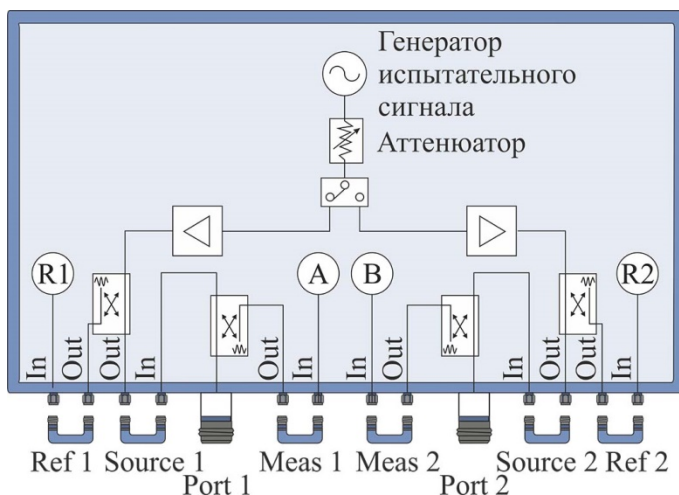 Генератор
испытательного
сигнала
Аттенюатор
R1
A
B
R2
In
Out
Out
In
Out
In
In
Out
In
Out
Out
In
Ref 1
Source 1
Meas 1
Meas 2
Source 2
Ref 2
Port 1
Port 2